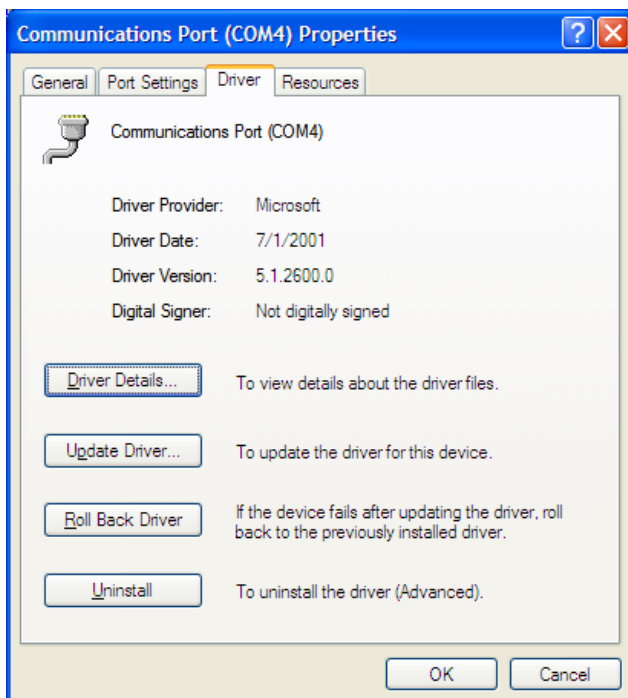 Communications Port (COM4) Properties
?
General Port Settings Driver Resources
Communications Port (COM4)
Driver Provider: Microsoft
Driver Date: 7/1/2001
Driver Version: 5.1.2600.0
Digital Signer: Not digitally signed
Driver Details... To view details about the driver files.
Update Driver... To update the driver for this device.
Roll Back Driver If the device fails after updating the driver, roll
back to the previously installed driver.
Uninstall To uninstall the driver (Advanced).
OK Cancel